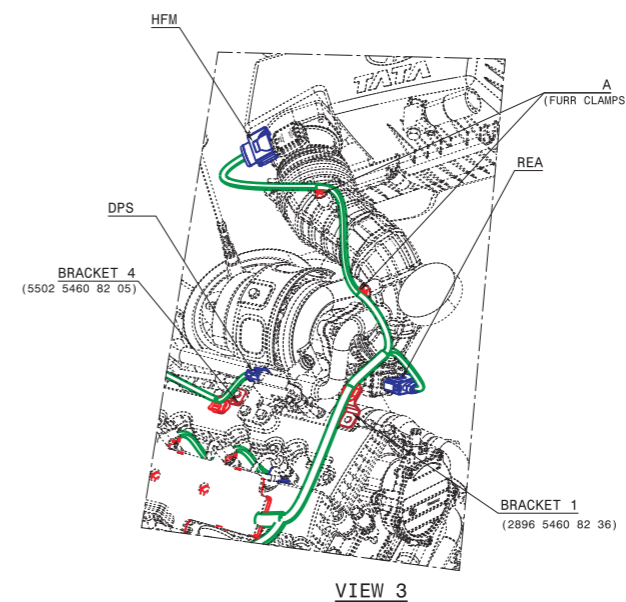 HFM
TATA
A
(FURR CLAMPS
REA
DPS
BRACKET 4
(5502 5460 82 05)
BRACKET 1
(2896 5460 82 36)
VIEW 3